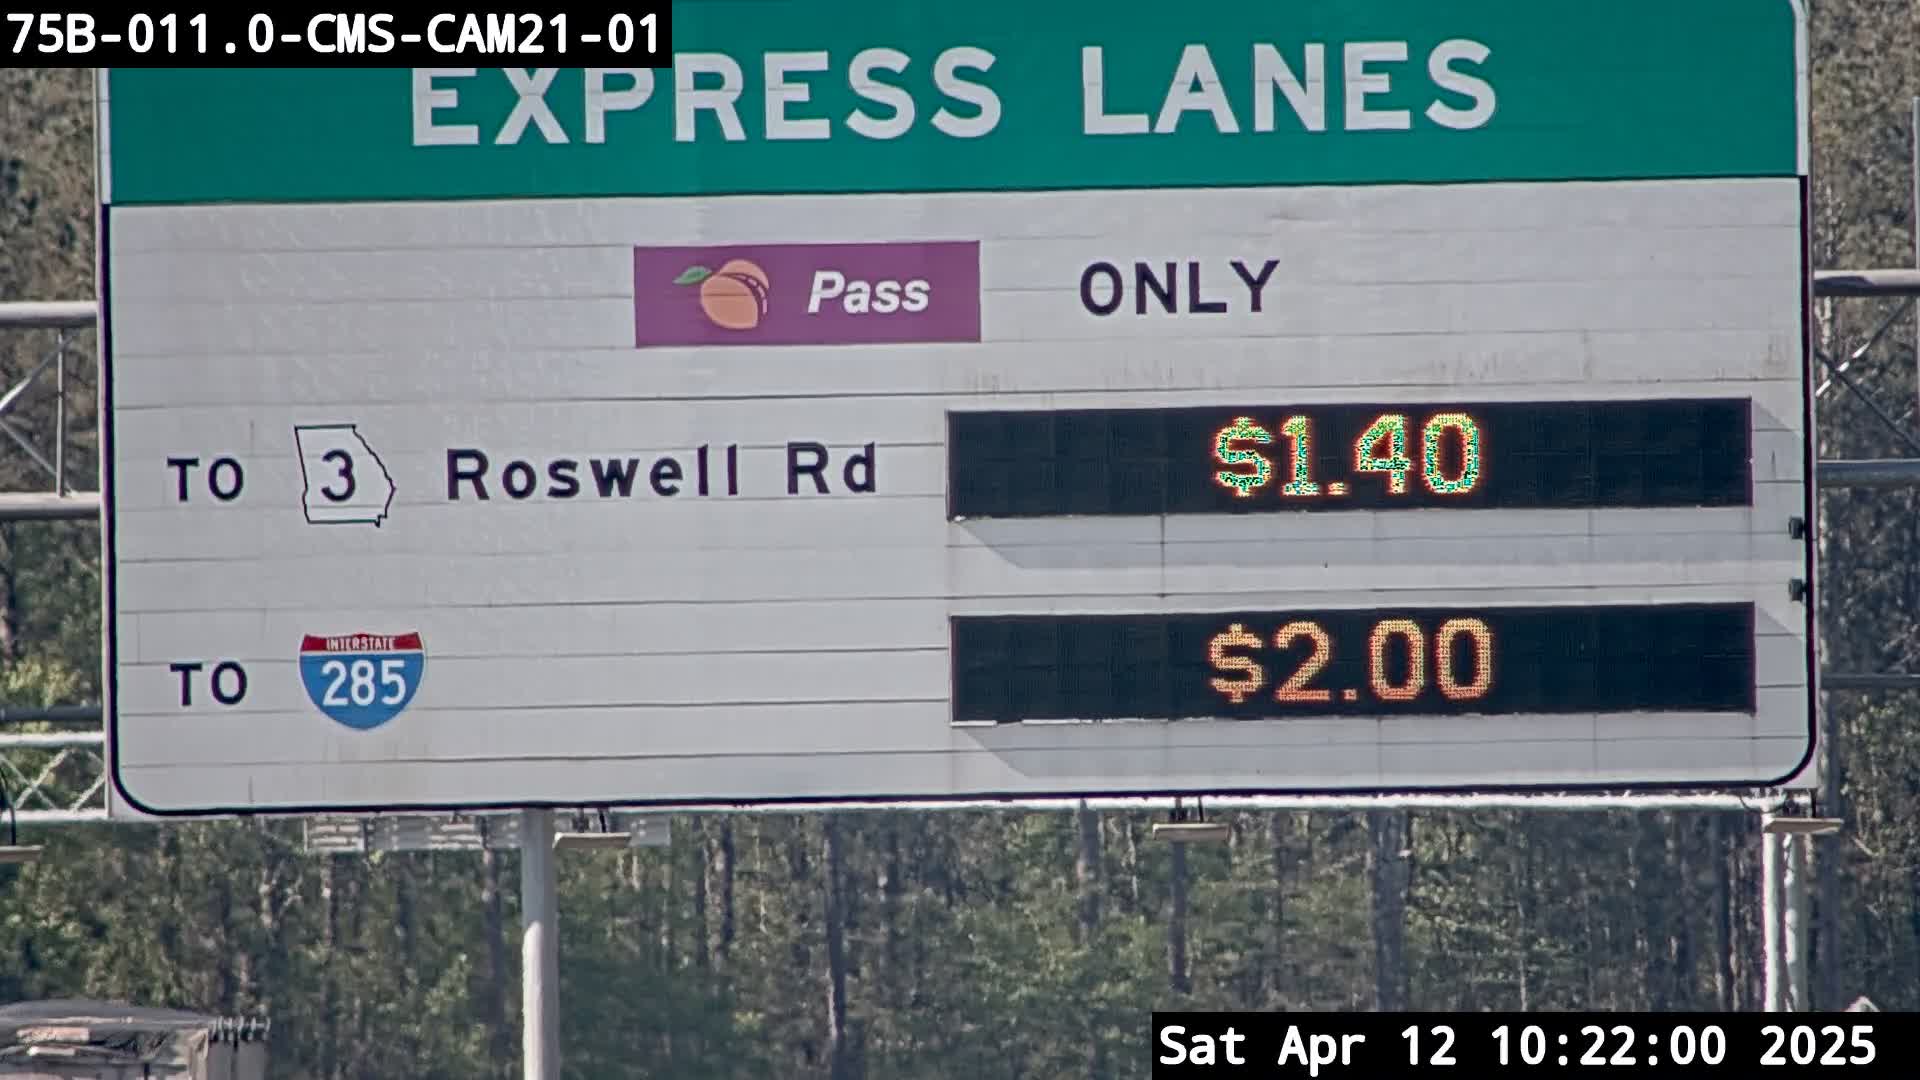 75B-011.0-CMS-CAM21-01
EXPRESS LANES
Pass ONLY
TO 3 Roswell Rd $1.40
INTERSTATE
TO 285 $2.00
Sat Apr 12 10:22:00 2025